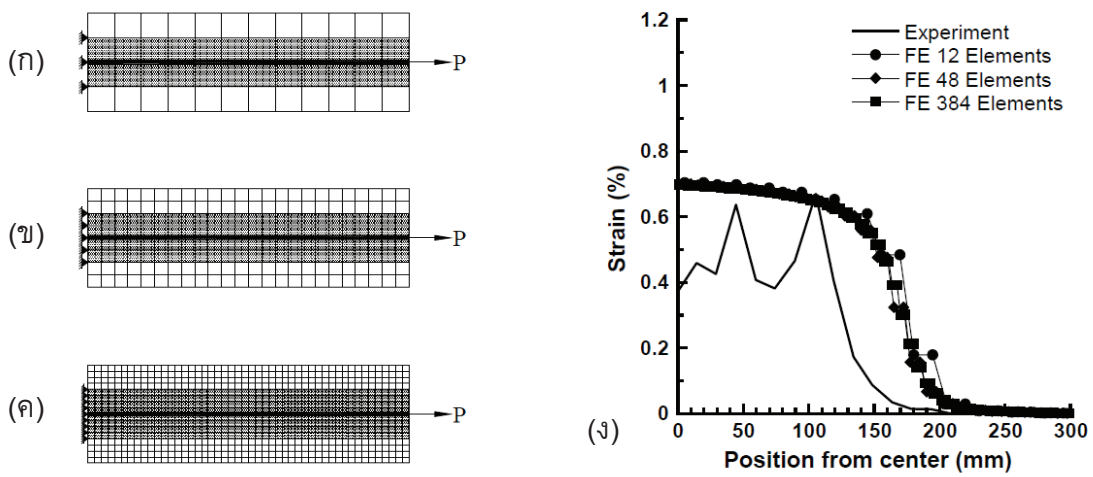 (ก)
P
(ข)
P
(ค)
P
(ง)
Experiment
FE 12 Elements
FE 48 Elements
FE 384 Elements
Strain (%)
1.2
1
0.8
0.6
0.4
0.2
0
0 50 100 150 200 250 300
Position from center (mm)